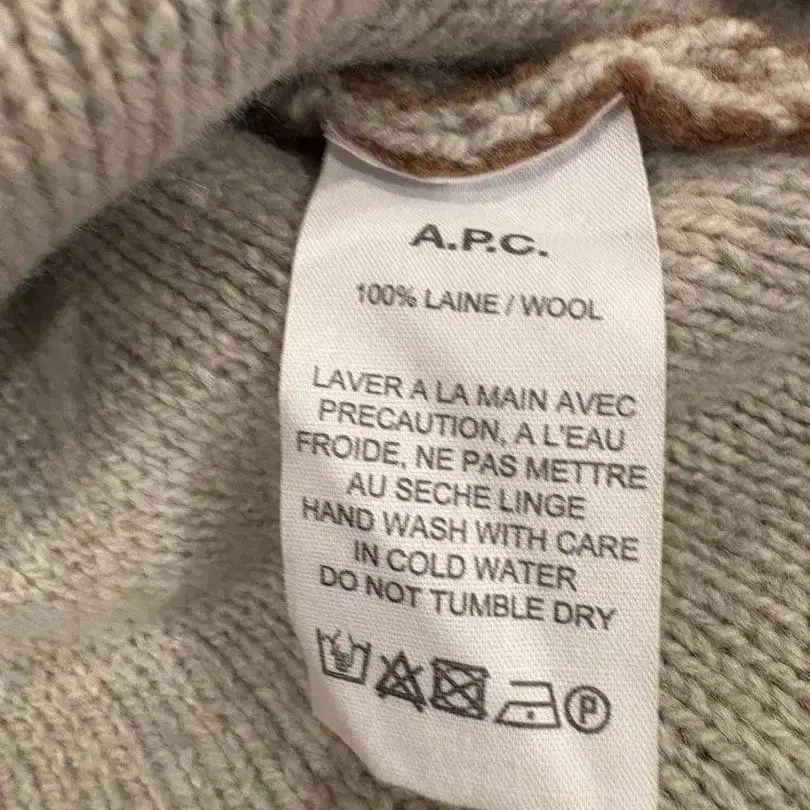 A.P.C.
100% LAINE / WOOL
LAVER A LA MAIN AVEC
PRECAUTION, A L'EAU
FROIDE, NE PAS METTRE
AU SECHE LINGE
HAND WASH WITH CARE
IN COLD WATER
DO NOT TUMBLE DRY
P